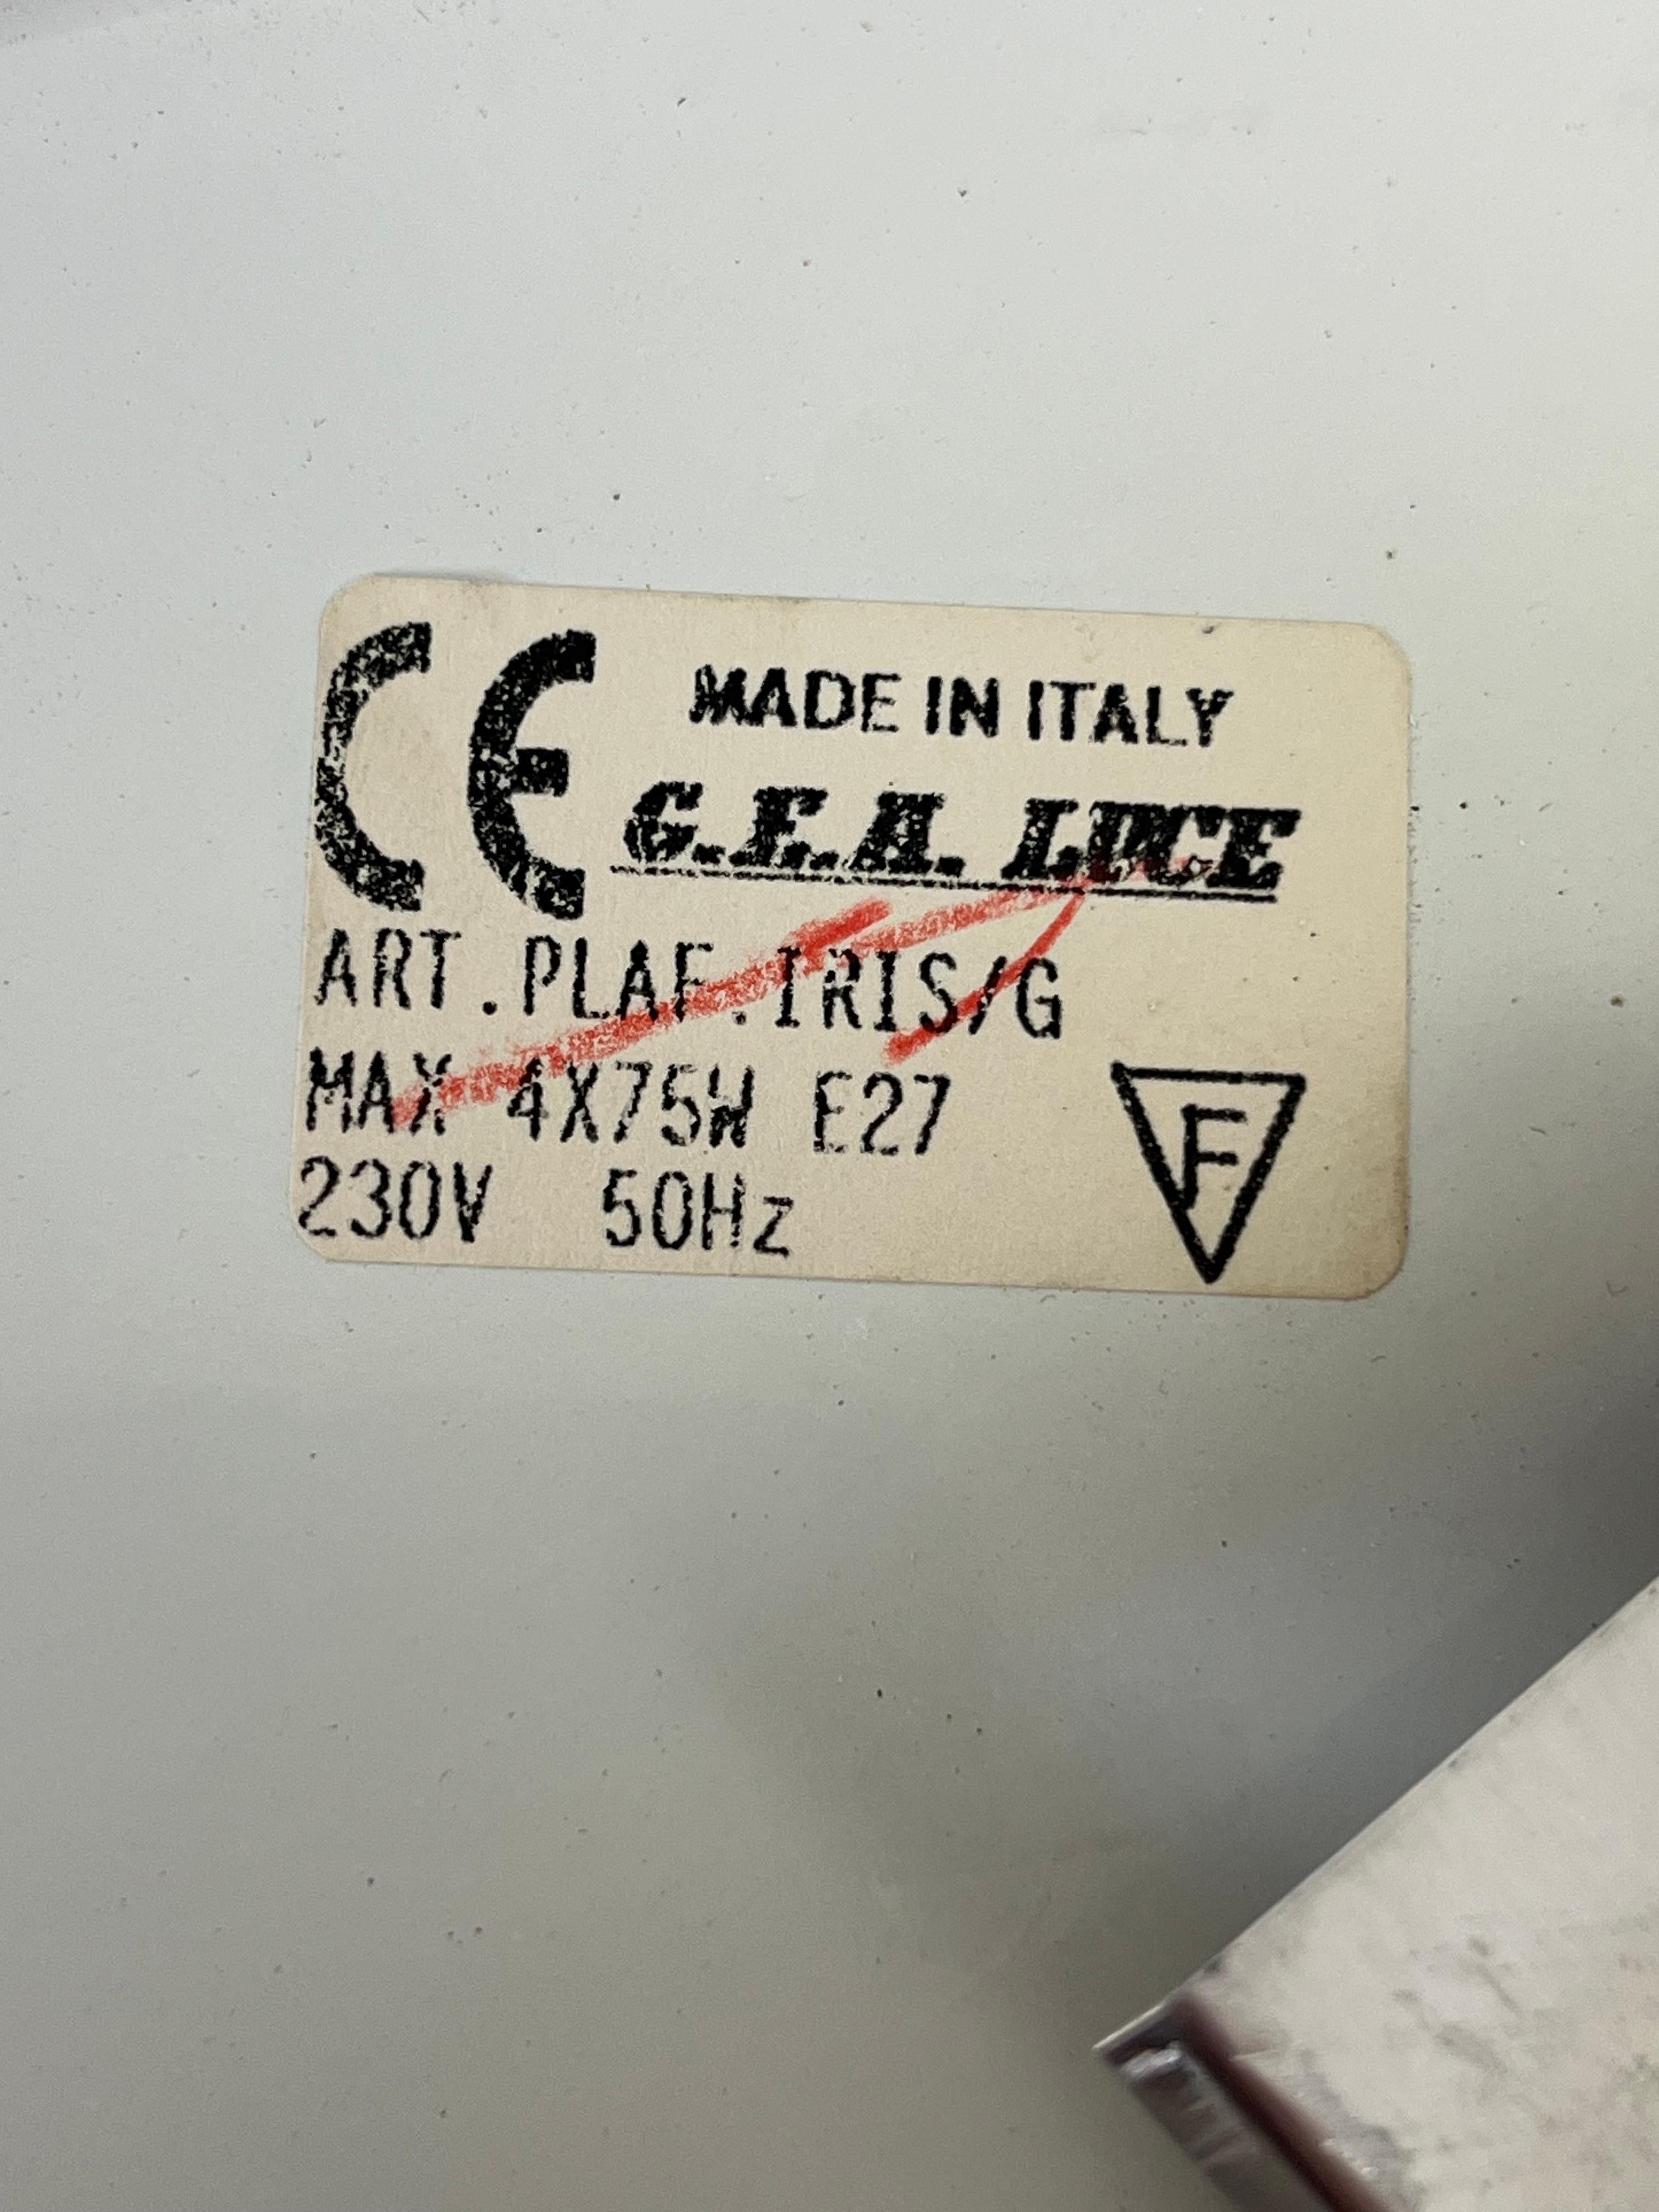 CE MADE IN ITALY
G.E.A. LUCE
ART.PLAF.IRIS/G
MAX 4X75W E27
230V 50Hz
F